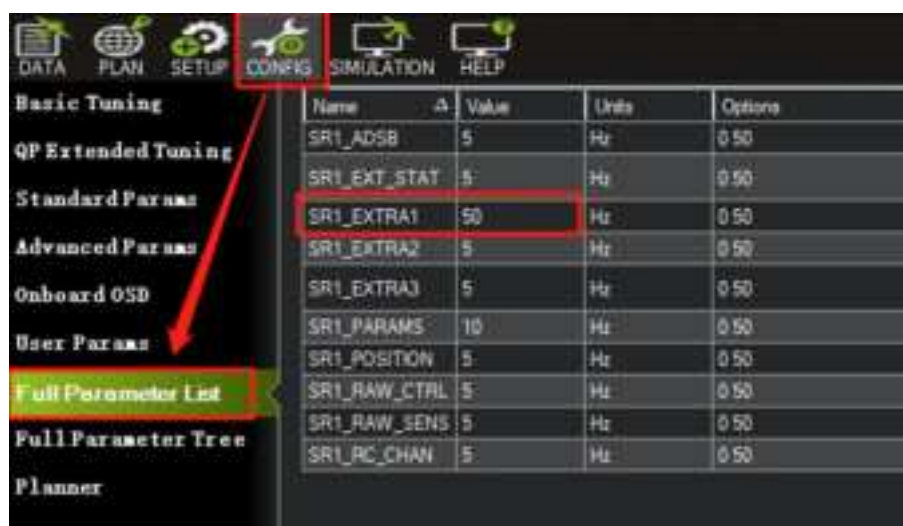 DATA PLAN SETUP CONFIG SIMULATION HELP
Basic Tuning
QP Extended Tuning
Standard Params
Advanced Params
Onboard OSD
User Params
Full Parameter List
Full Parameter Tree
Planner
Name Value Units Options
SR1_ADSB 5 Hz 0 50
SR1_EXT_STAT 5 Hz 0 50
SR1_EXTRA1 50 Hz 0 50
SR1_EXTRA2 5 Hz 0 50
SR1_EXTRA3 5 Hz 0 50
SR1_PARAMS 10 Hz 0 50
SR1_POSITION 5 Hz 0 50
SR1_RAW_CTRL 5 Hz 0 50
SR1_RAW_SENS 5 Hz 0 50
SR1_RC_CHAN 5 Hz 0 50